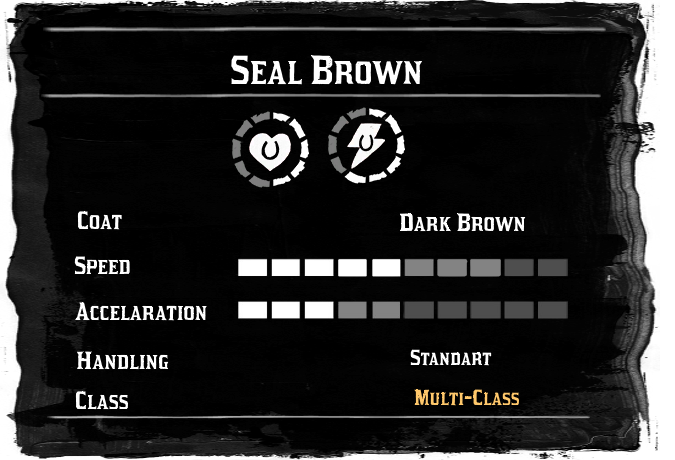 Seal Brown
Coat Dark Brown
Speed
Accelaration
Handling Standart
Class Multi-Class